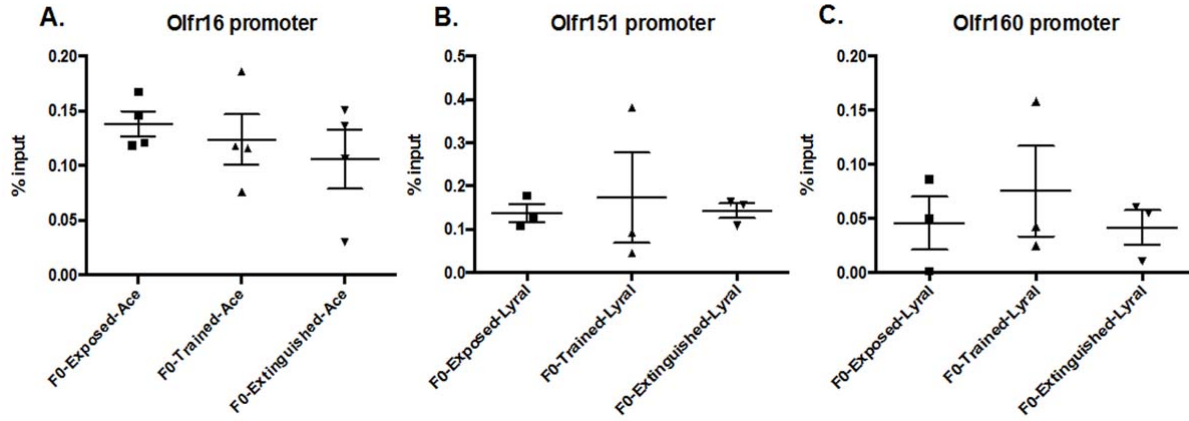 A.
Olfr16 promoter
% input
0.20
0.15
0.10
0.05
0.00
F0-Exposed-Ace
F0-Trained-Ace
F0-Extinguished-Ace
B.
Olfr151 promoter
% input
0.5
0.4
0.3
0.2
0.1
0.0
F0-Exposed-Lyral
F0-Trained-Lyral
F0-Extinguished-Lyral
C.
Olfr160 promoter
% input
0.20
0.15
0.10
0.05
0.00
F0-Exposed-Lyral
F0-Trained-Lyral
F0-Extinguished-Lyral